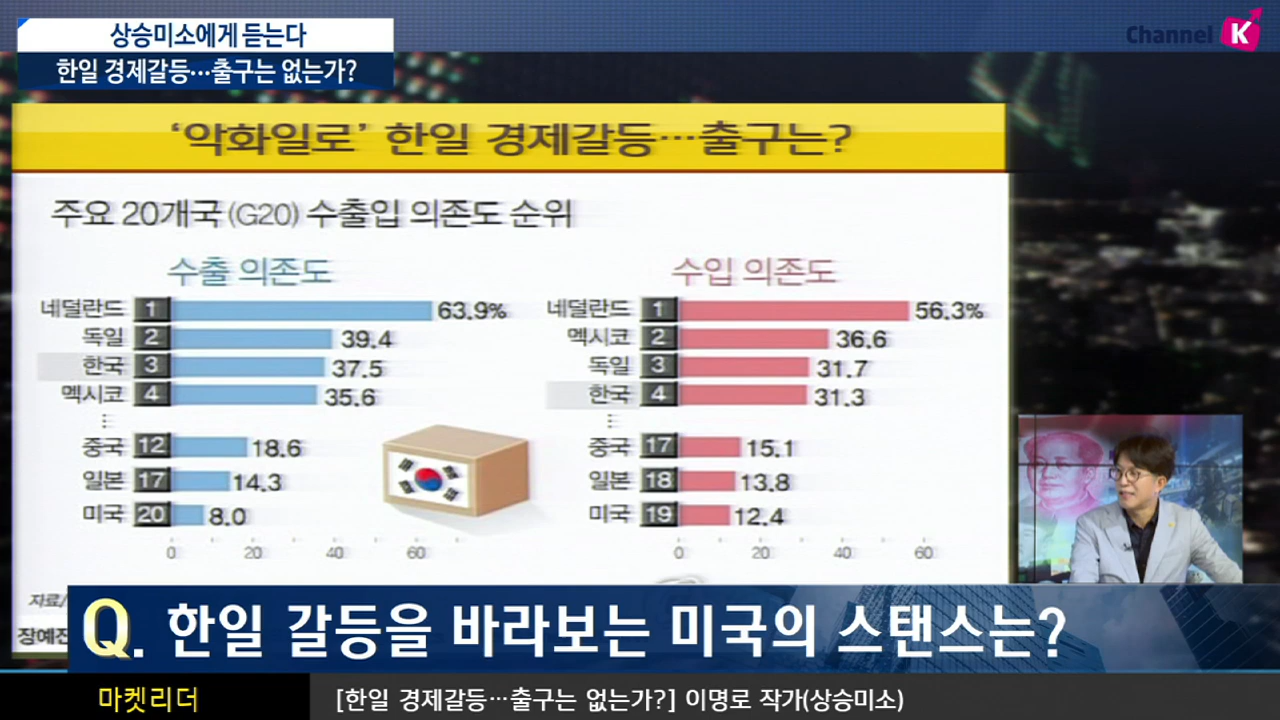 상승미소에게 듣는다
한일 경제갈등…출구는 없는가?
Channel K
'악화일로' 한일 경제갈등…출구는?
주요 20개국 (G20) 수출입 의존도 순위
수출 의존도
네덜란드 1 63.9%
독일 2 39.4
한국 3 37.5
멕시코 4 35.6
중국 12 18.6
일본 17 14.3
미국 20 8.0
0 20 40 60
수입 의존도
네덜란드 1 56.3%
멕시코 2 36.6
독일 3 31.7
한국 4 31.3
중국 17 15.1
일본 18 13.8
미국 19 12.4
0 20 40 60
자료/
장예진
Q. 한일 갈등을 바라보는 미국의 스탠스는?
마켓리더
[한일 경제갈등…출구는 없는가?] 이명로 작가(상승미소)